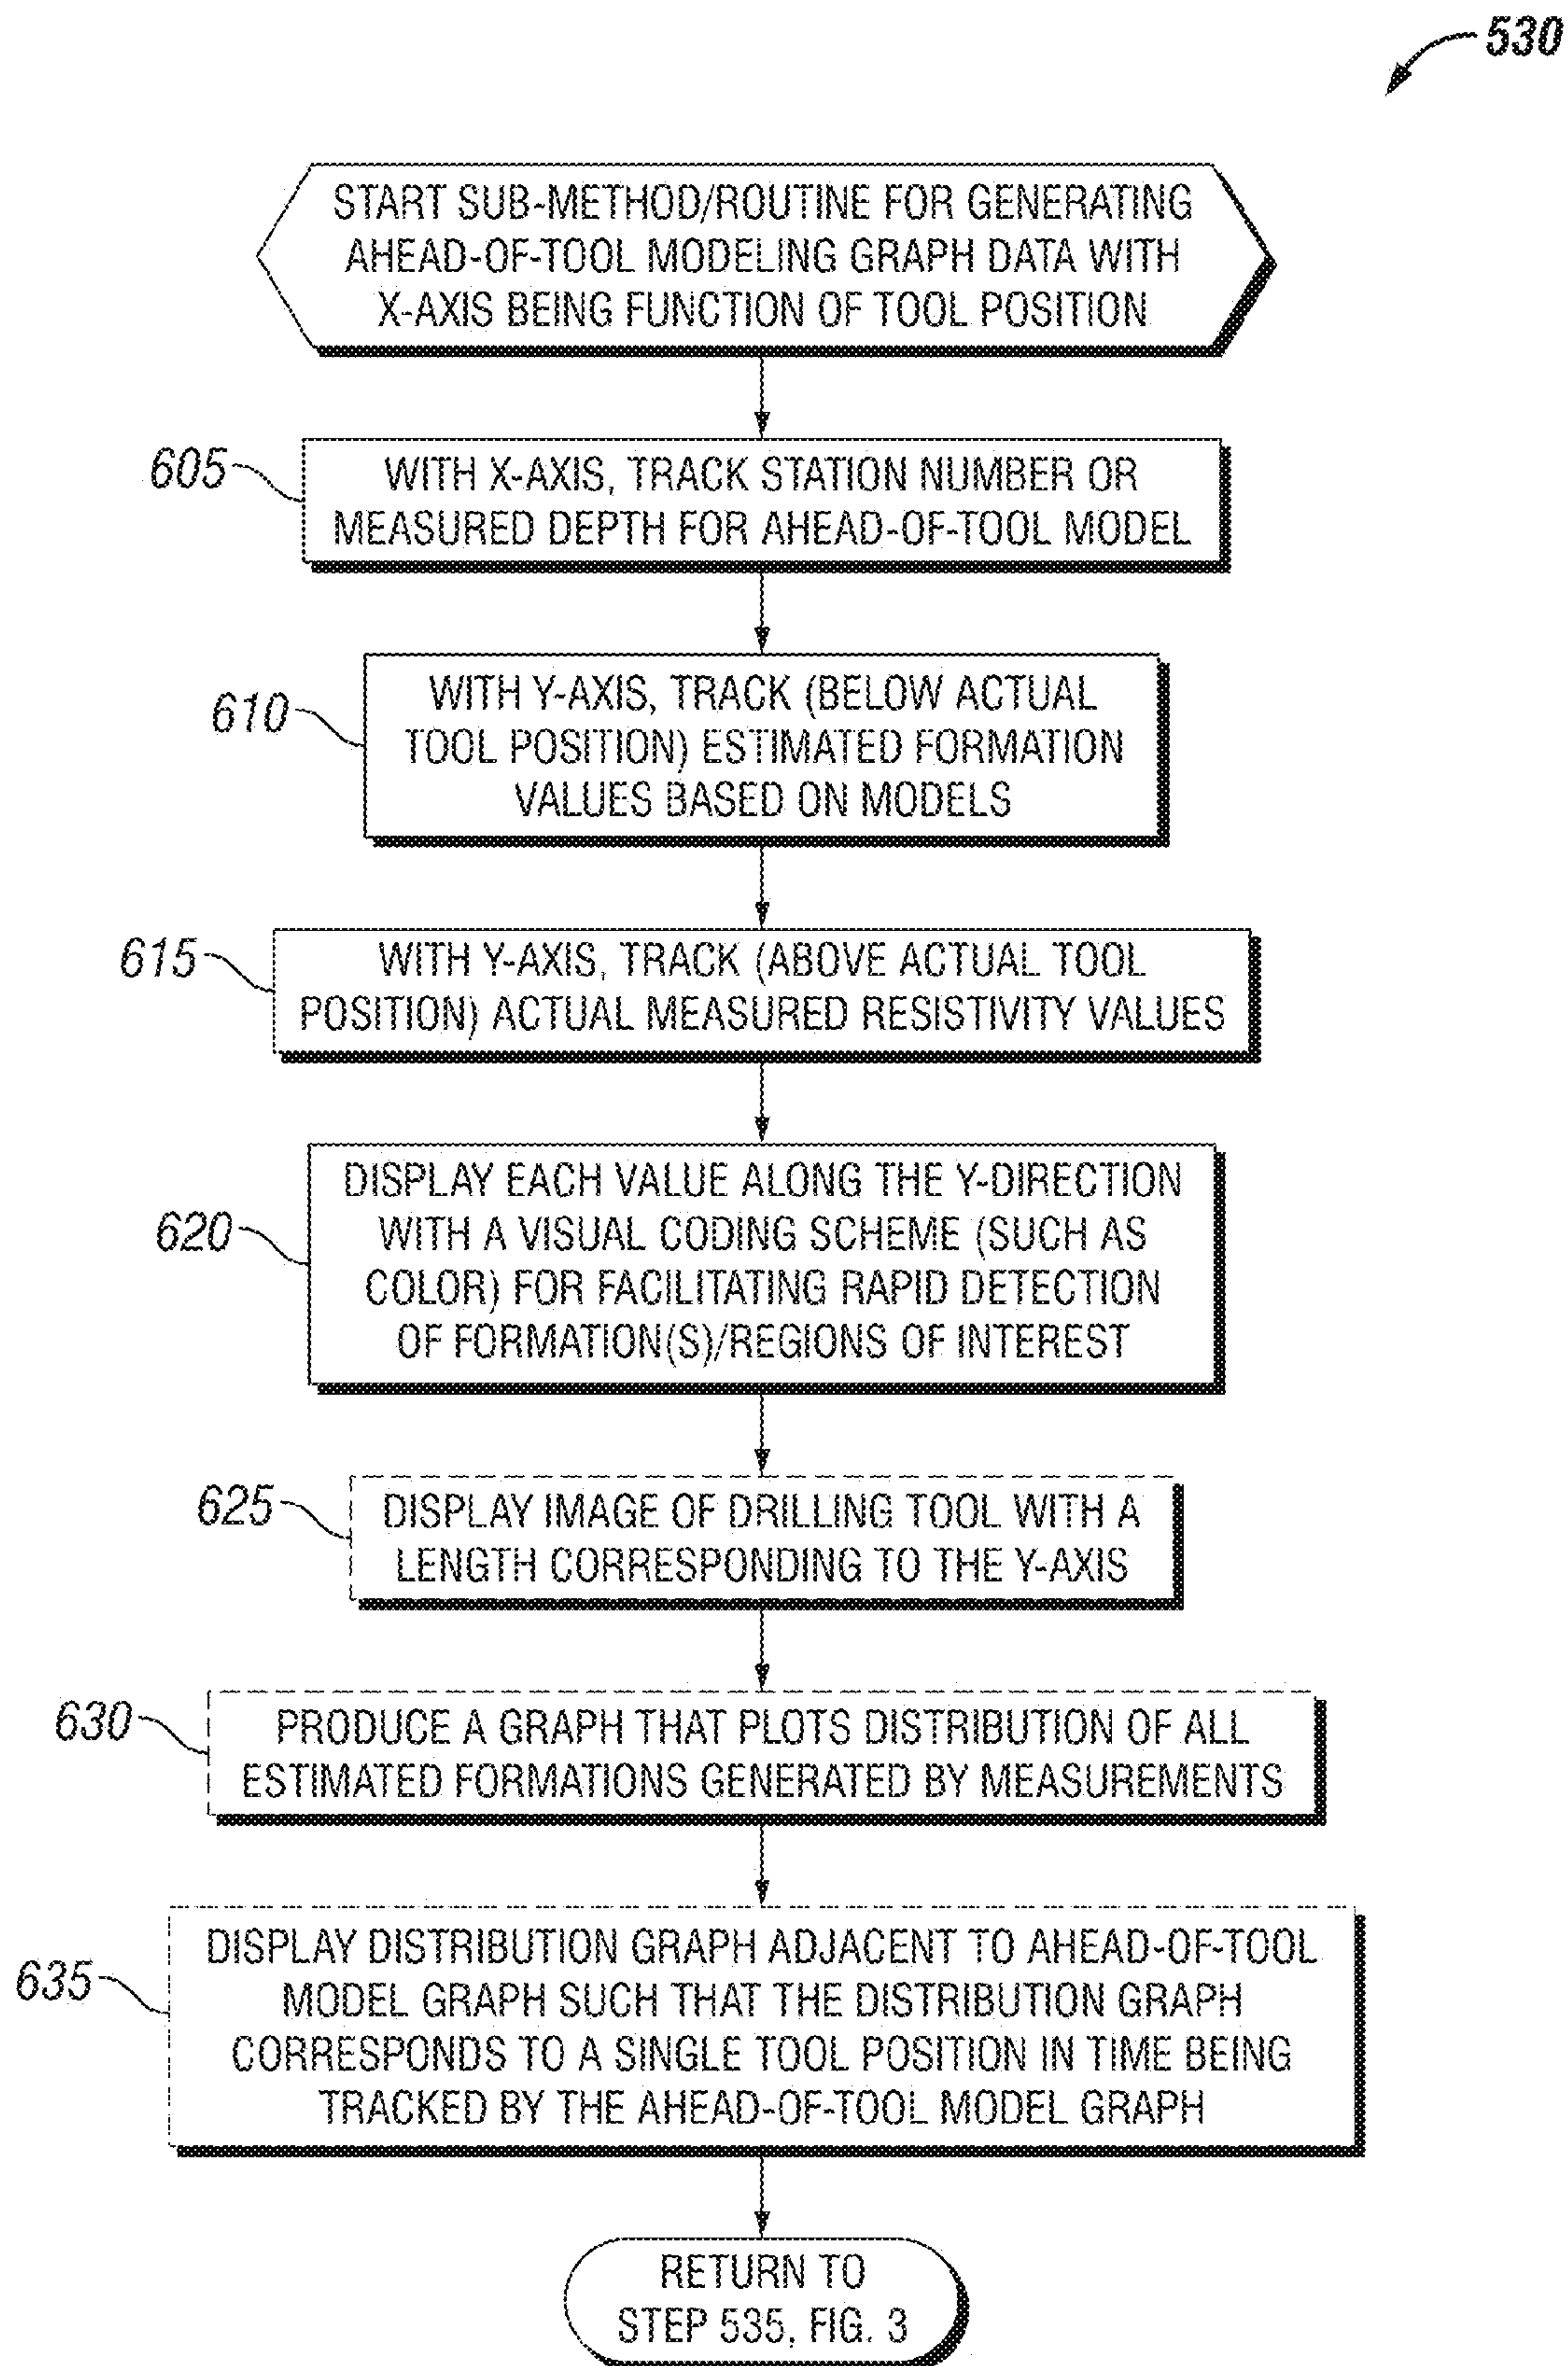 530
START SUB-METHOD/ROUTINE FOR GENERATING
AHEAD-OF-TOOL MODELING GRAPH DATA WITH
X-AXIS BEING FUNCTION OF TOOL POSITION
605
WITH X-AXIS, TRACK STATION NUMBER OR
MEASURED DEPTH FOR AHEAD-OF-TOOL MODEL
610
WITH Y-AXIS, TRACK (BELOW ACTUAL
TOOL POSITION) ESTIMATED FORMATION
VALUES BASED ON MODELS
615
WITH Y-AXIS, TRACK (ABOVE ACTUAL TOOL
POSITION) ACTUAL MEASURED RESISTIVITY VALUES
620
DISPLAY EACH VALUE ALONG THE Y-DIRECTION
WITH A VISUAL CODING SCHEME (SUCH AS
COLOR) FOR FACILITATING RAPID DETECTION
OF FORMATION(S)/REGIONS OF INTEREST
625
DISPLAY IMAGE OF DRILLING TOOL WITH A
LENGTH CORRESPONDING TO THE Y-AXIS
630
PRODUCE A GRAPH THAT PLOTS DISTRIBUTION OF ALL
ESTIMATED FORMATIONS GENERATED BY MEASUREMENTS
635
DISPLAY DISTRIBUTION GRAPH ADJACENT TO AHEAD-OF-TOOL
MODEL GRAPH SUCH THAT THE DISTRIBUTION GRAPH
CORRESPONDS TO A SINGLE TOOL POSITION IN TIME BEING
TRACKED BY THE AHEAD-OF-TOOL MODEL GRAPH
RETURN TO
STEP 535, FIG. 3